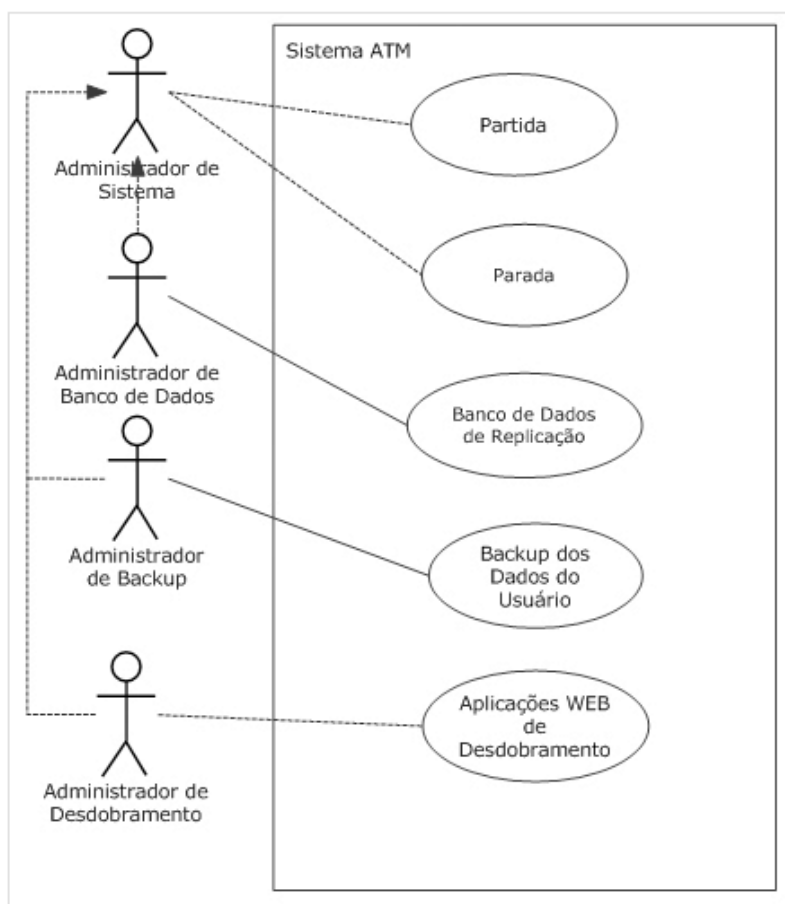 Sistema ATM
Partida
Administrador de
Sistema
Parada
Administrador de
Banco de Dados
Banco de Dados
de Replicação
Administrador
de Backup
Backup dos
Dados do
Usuário
Aplicações WEB
de
Desdobramento
Administrador de
Desdobramento